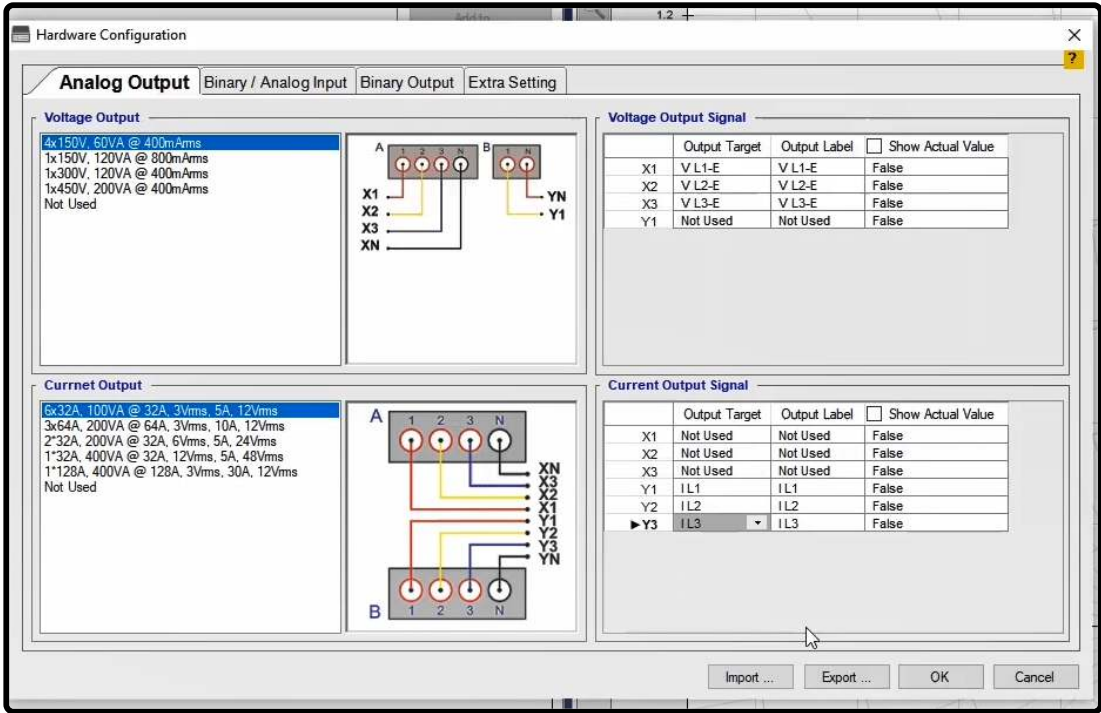 Add to
1.2
Hardware Configuration
?
Analog Output Binary / Analog Input Binary Output Extra Setting
Voltage Output
4x150V, 60VA @ 400mArms
1x150V, 120VA @ 800mArms
1x300V, 120VA @ 400mArms
1x450V, 200VA @ 400mArms
Not Used
A 1 2 3 N B 1 N
X1 YN
X2 Y1
X3
XN
Voltage Output Signal
Output Target Output Label Show Actual Value
X1 V L1-E V L1-E False
X2 V L2-E V L2-E False
X3 V L3-E V L3-E False
Y1 Not Used Not Used False
Currnet Output
6x32A, 100VA @ 32A, 3Vrms, 5A, 12Vrms
3x64A, 200VA @ 64A, 3Vrms, 10A, 12Vrms
2*32A, 200VA @ 32A, 6Vrms, 5A, 24Vrms
1*32A, 400VA @ 32A, 12Vrms, 5A, 48Vrms
1*128A, 400VA @ 128A, 3Vrms, 30A, 12Vrms
Not Used
A 1 2 3 N
XN
X3
X2
X1
Y1
Y2
Y3
YN
B 1 2 3 N
Current Output Signal
Output Target Output Label Show Actual Value
X1 Not Used Not Used False
X2 Not Used Not Used False
X3 Not Used Not Used False
Y1 I L1 I L1 False
Y2 I L2 I L2 False
Y3 I L3 I L3 False
Import ... Export ... OK Cancel